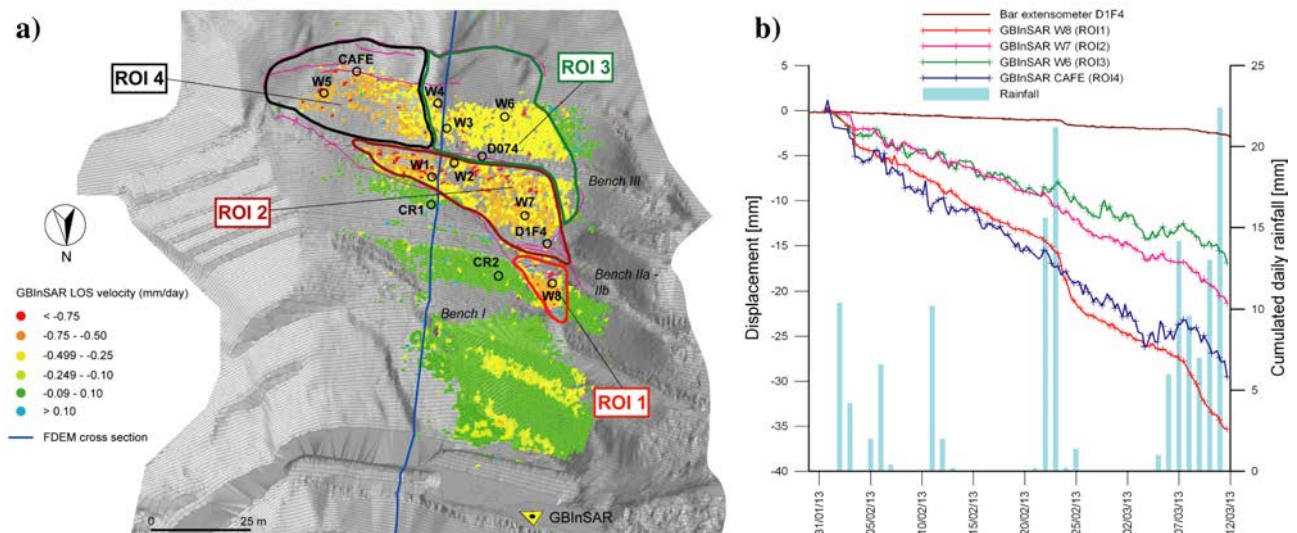 a)
ROI 4
CAFE
W5
W4
W3
W6
ROI 3
D074
W1
W2
Bench III
ROI 2
W7
CR1
D1F4
N
CR2
Bench IIa -
IIb
W8
Bench I
ROI 1
GBInSAR LOS velocity (mm/day)
< -0.75
-0.75 - -0.50
-0.499 - -0.25
-0.249 - -0.10
-0.09 - 0.10
> 0.10
FDEM cross section
0 25 m
GBInSAR
b)
Bar extensometer D1F4
GBInSAR W8 (ROI1)
GBInSAR W7 (ROI2)
GBInSAR W6 (ROI3)
GBInSAR CAFE (ROI4)
Rainfall
Displacement [mm]
5
0
-5
-10
-15
-20
-25
-30
-35
-40
25
20
15
10
5
0
Cumulated daily rainfall [mm]
31/01/13
05/02/13
10/02/13
15/02/13
20/02/13
25/02/13
02/03/13
07/03/13
12/03/13